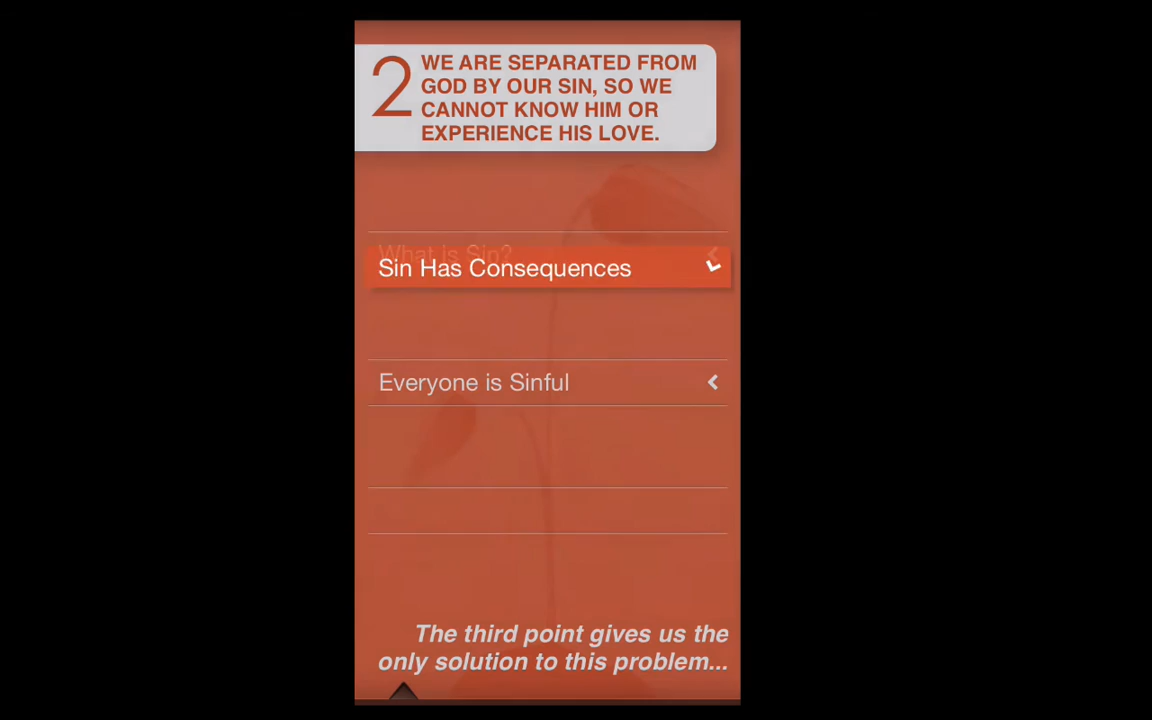 2
WE ARE SEPARATED FROM
GOD BY OUR SIN, SO WE
CANNOT KNOW HIM OR
EXPERIENCE HIS LOVE.
What is Sin?
Sin Has Consequences
Everyone is Sinful
The third point gives us the
only solution to this problem...